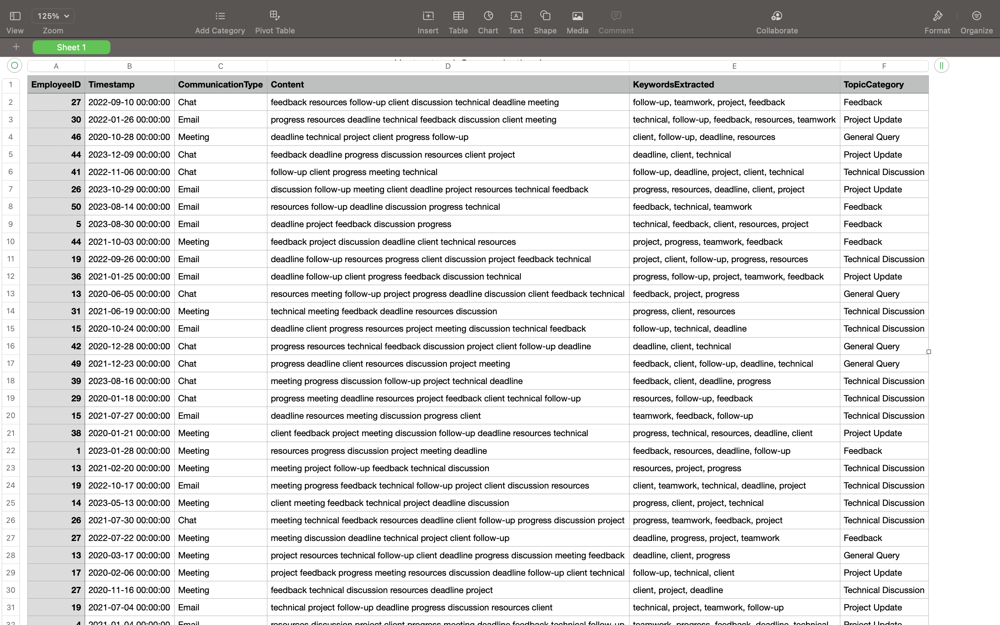 125%
View Zoom Add Category Pivot Table Insert Table Chart Text Shape Media Comment Collaborate Format Organize
Sheet 1
A B C D E F
1 EmployeeID Timestamp CommunicationType Content KeywordsExtracted TopicCategory
2 27 2022-09-10 00:00:00 Chat feedback resources follow-up client discussion technical deadline meeting follow-up, teamwork, project, feedback Feedback
3 30 2022-01-26 00:00:00 Email progress resources deadline technical feedback discussion client meeting technical, follow-up, feedback, resources, teamwork Project Update
4 46 2020-10-28 00:00:00 Meeting deadline technical project client progress follow-up client, follow-up, deadline, resources General Query
5 44 2023-12-09 00:00:00 Chat feedback deadline progress discussion resources client project deadline, client, technical Project Update
6 41 2022-11-06 00:00:00 Chat follow-up client progress meeting technical follow-up, deadline, project, client, technical Technical Discussion
7 26 2023-10-29 00:00:00 Email discussion follow-up meeting client deadline project resources technical feedback progress, resources, deadline, client, project Project Update
8 50 2023-08-14 00:00:00 Email resources follow-up deadline discussion progress technical feedback, technical, teamwork Feedback
9 5 2023-08-30 00:00:00 Email deadline project feedback discussion progress technical, feedback, client, resources, project Feedback
10 44 2021-10-03 00:00:00 Meeting feedback project discussion deadline client technical resources project, progress, teamwork, feedback Feedback
11 19 2022-09-26 00:00:00 Email deadline follow-up resources progress client discussion project feedback technical project, client, follow-up, progress, resources Technical Discussion
12 36 2021-01-25 00:00:00 Email deadline follow-up client progress feedback discussion technical progress, follow-up, project, teamwork, feedback Project Update
13 13 2020-06-05 00:00:00 Chat resources meeting follow-up project progress deadline discussion client feedback technical feedback, project, progress General Query
14 31 2021-06-19 00:00:00 Meeting technical meeting feedback deadline resources discussion progress, client, resources Technical Discussion
15 15 2020-10-24 00:00:00 Email deadline client progress resources project meeting discussion technical feedback follow-up, technical, deadline Technical Discussion
16 42 2020-12-28 00:00:00 Chat progress resources technical feedback discussion project client follow-up deadline deadline, client, technical General Query
17 49 2021-12-23 00:00:00 Chat progress deadline client resources discussion project meeting feedback, client, follow-up, deadline, technical General Query
18 39 2023-08-16 00:00:00 Chat meeting progress discussion follow-up project technical deadline feedback, client, deadline, progress Technical Discussion
19 29 2020-01-18 00:00:00 Chat progress meeting deadline resources project feedback client technical follow-up resources, follow-up, feedback Technical Discussion
20 15 2021-07-27 00:00:00 Email deadline resources meeting discussion progress client teamwork, feedback, follow-up Technical Discussion
21 38 2020-01-21 00:00:00 Meeting client feedback project meeting discussion follow-up deadline resources technical progress, technical, resources, deadline, client Project Update
22 1 2023-01-28 00:00:00 Meeting resources progress discussion project meeting deadline feedback, resources, deadline, follow-up Feedback
23 13 2021-02-20 00:00:00 Meeting meeting project follow-up feedback technical discussion resources, project, progress Technical Discussion
24 19 2022-10-17 00:00:00 Email meeting progress feedback technical follow-up project client discussion resources client, teamwork, technical, deadline, project Technical Discussion
25 14 2023-05-13 00:00:00 Meeting client meeting feedback technical project deadline discussion progress, client, project, technical Technical Discussion
26 26 2021-07-30 00:00:00 Chat meeting technical feedback resources deadline client follow-up progress discussion project progress, teamwork, feedback, project Technical Discussion
27 27 2022-07-22 00:00:00 Meeting meeting discussion deadline technical project client follow-up deadline, progress, project, teamwork Feedback
28 13 2020-03-17 00:00:00 Meeting project resources technical follow-up client deadline progress discussion meeting feedback deadline, client, progress General Query
29 17 2020-02-06 00:00:00 Meeting project feedback progress meeting resources discussion deadline follow-up client technical follow-up, technical, client Project Update
30 27 2020-11-16 00:00:00 Meeting feedback technical discussion resources deadline project client, project, deadline Technical Discussion
31 19 2021-07-04 00:00:00 Email technical project follow-up deadline progress discussion resources client technical, project, teamwork, follow-up Project Update
32 4 2021-01-04 00:00:00 Email resources discussion project client progress meeting deadline feedback technical follow-up teamwork, progress, feedback, deadline, technical Project Update